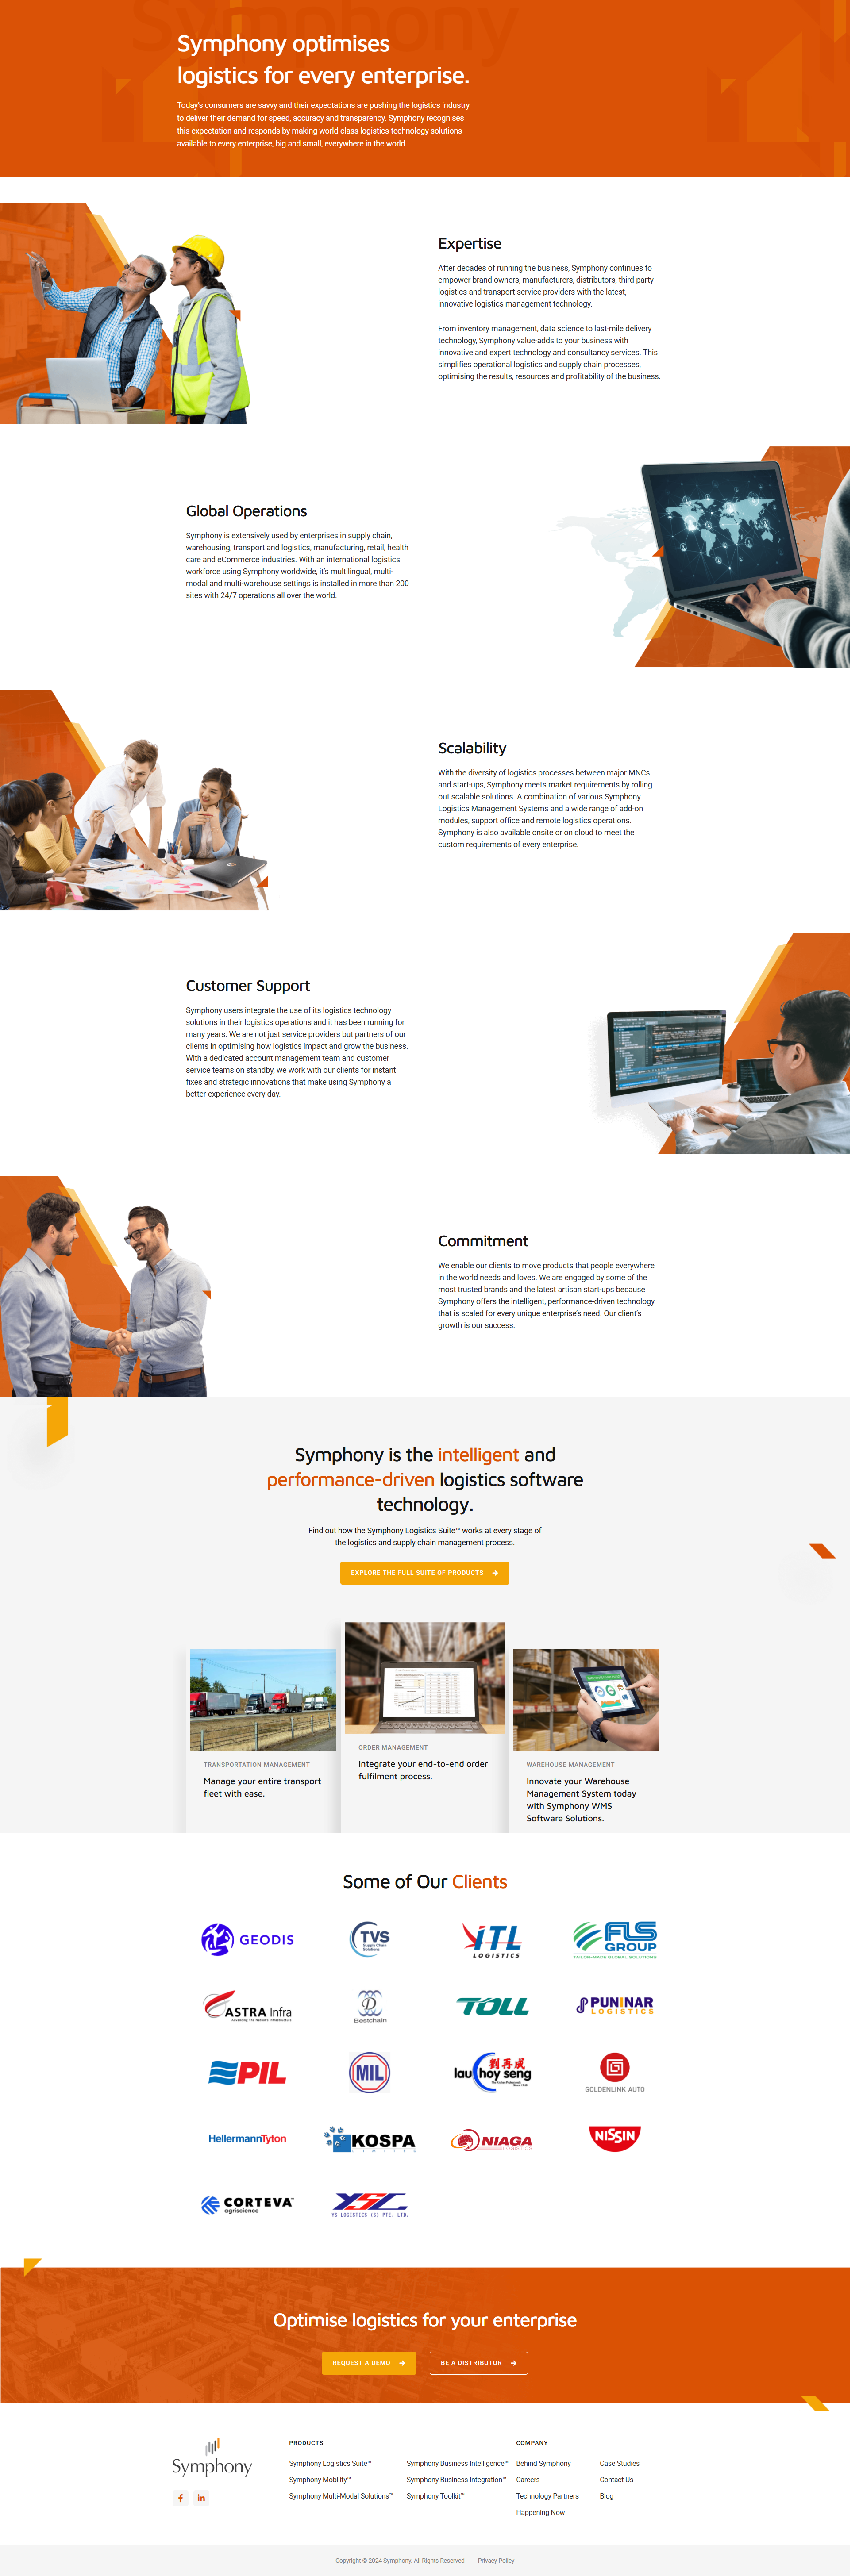 Symphony
Symphony optimises
logistics for every enterprise.
Today's consumers are savvy and their expectations are pushing the logistics industry
to deliver their demand for speed, accuracy and transparency. Symphony recognises
this expectation and responds by making world-class logistics technology solutions
available to every enterprise, big and small, everywhere in the world.
Expertise
After decades of running the business, Symphony continues to
empower brand owners, manufacturers, distributors, third-party
logistics and transport service providers with the latest,
innovative logistics management technology.
From inventory management, data science to last-mile delivery
technology, Symphony value-adds to your business with
innovative and expert technology and consultancy services. This
simplifies operational logistics and supply chain processes,
optimising the results, resources and profitability of the business.
Global Operations
Symphony is extensively used by enterprises in supply chain,
warehousing, transport and logistics, manufacturing, retail, health
care and eCommerce industries. With an international logistics
workforce using Symphony worldwide, it's multilingual, multi-
modal and multi-warehouse settings is installed in more than 200
sites with 24/7 operations all over the world.
Scalability
With the diversity of logistics processes between major MNCs
and start-ups, Symphony meets market requirements by rolling
out scalable solutions. A combination of various Symphony
Logistics Management Systems and a wide range of add-on
modules, support office and remote logistics operations.
Symphony is also available onsite or on cloud to meet the
custom requirements of every enterprise.
Customer Support
Symphony users integrate the use of its logistics technology
solutions in their logistics operations and it has been running for
many years. We are not just service providers but partners of our
clients in optimising how logistics impact and grow the business.
With a dedicated account management team and customer
service teams on standby, we work with our clients for instant
fixes and strategic innovations that make using Symphony a
better experience every day.
Commitment
We enable our clients to move products that people everywhere
in the world needs and loves. We are engaged by some of the
most trusted brands and the latest artisan start-ups because
Symphony offers the intelligent, performance-driven technology
that is scaled for every unique enterprise's need. Our client's
growth is our success.
Symphony is the intelligent and
performance-driven logistics software
technology.
Find out how the Symphony Logistics Suite™ works at every stage of
the logistics and supply chain management process.
EXPLORE THE FULL SUITE OF PRODUCTS
TRANSPORTATION MANAGEMENT
Manage your entire transport
fleet with ease.
ORDER MANAGEMENT
Integrate your end-to-end order
fulfilment process.
WAREHOUSE MANAGEMENT
Innovate your Warehouse
Management System today
with Symphony WMS
Software Solutions.
Some of Our Clients
GEODIS
TVS
Supply Chain
Solutions
ITL
LOGISTICS
FLS
GROUP
TAILOR-MADE GLOBAL SOLUTIONS
ASTRA Infra
Bestchain
TOLL
PUNINAR
LOGISTICS
PIL
MIL
劉再成
lau hoy seng
GOLDENLINK AUTO
HellermannTyton
KOSPA
LIMITED
NIAGA
NISSIN
CORTEVA
agriscience
YSL
YS LOGISTICS (S) PTE. LTD.
Optimise logistics for your enterprise
REQUEST A DEMO
BE A DISTRIBUTOR
Symphony
PRODUCTS
Symphony Logistics Suite™
Symphony Mobility™
Symphony Multi-Modal Solutions™
Symphony Business Intelligence™
Symphony Business Integration™
Symphony Toolkit™
COMPANY
Behind Symphony
Careers
Technology Partners
Happening Now
Case Studies
Contact Us
Blog
Copyright © 2024 Symphony. All Rights Reserved
Privacy Policy